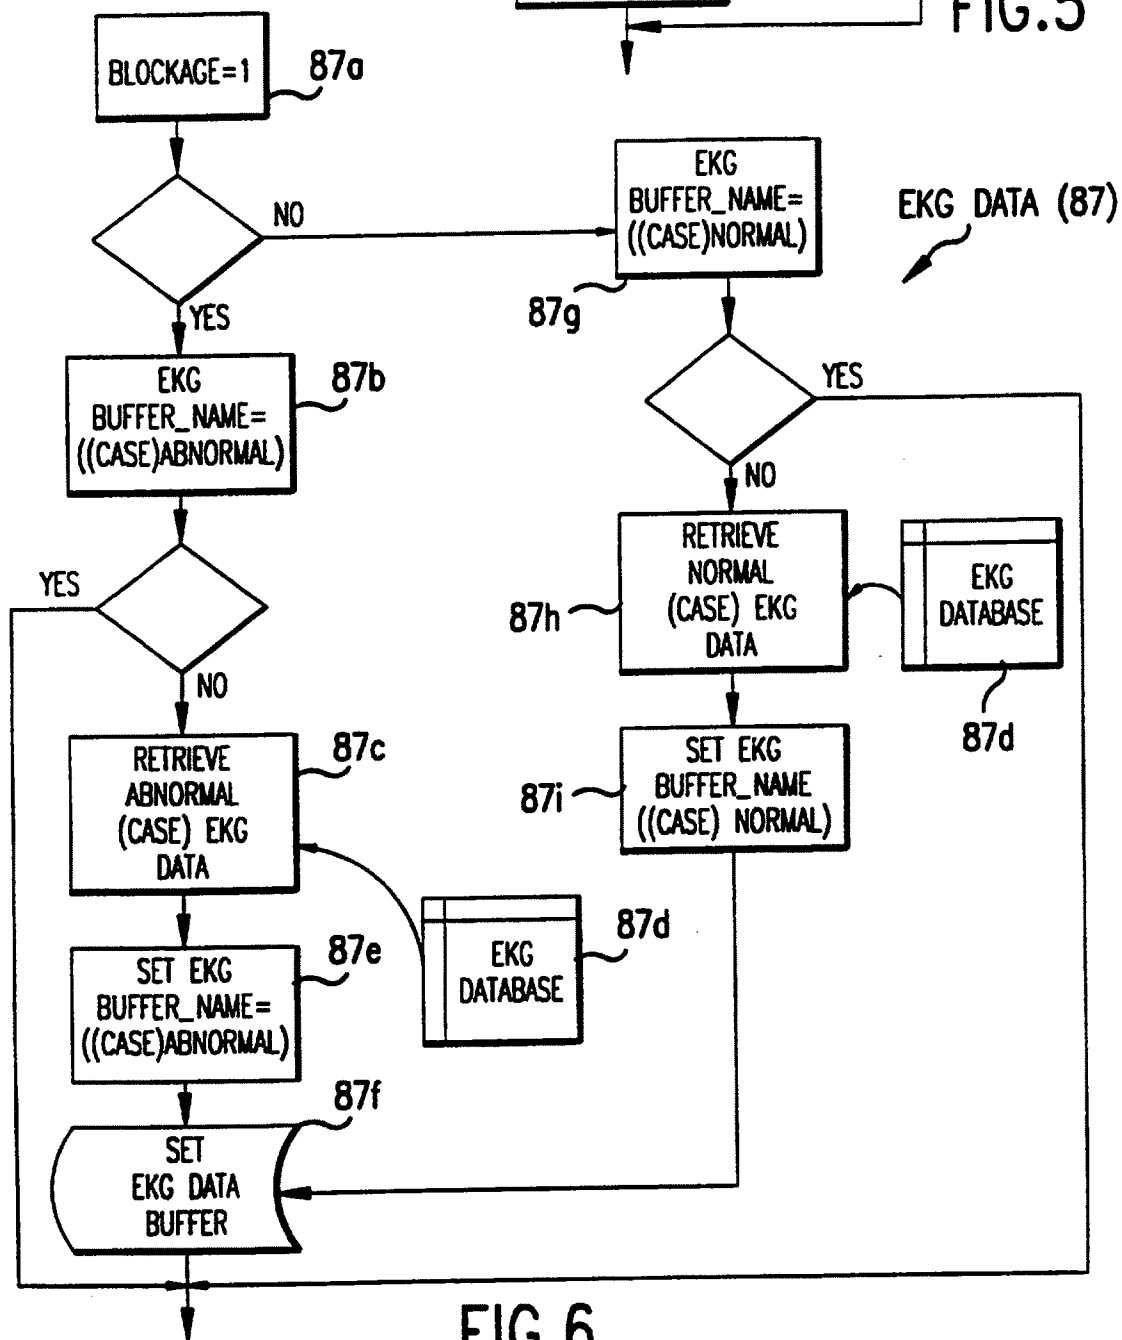 FIG.5
BLOCKAGE=1
87a
NO
YES
EKG
BUFFER_NAME=
((CASE)NORMAL)
87g
EKG DATA (87)
EKG
BUFFER_NAME=
((CASE)ABNORMAL)
87b
YES
NO
YES
NO
RETRIEVE
NORMAL
(CASE) EKG
DATA
87h
EKG
DATABASE
87d
RETRIEVE
ABNORMAL
(CASE) EKG
DATA
87c
SET EKG
BUFFER_NAME
((CASE) NORMAL)
87i
EKG
DATABASE
87d
SET EKG
BUFFER_NAME=
((CASE)ABNORMAL)
87e
SET
EKG DATA
BUFFER
87f
FIG.6